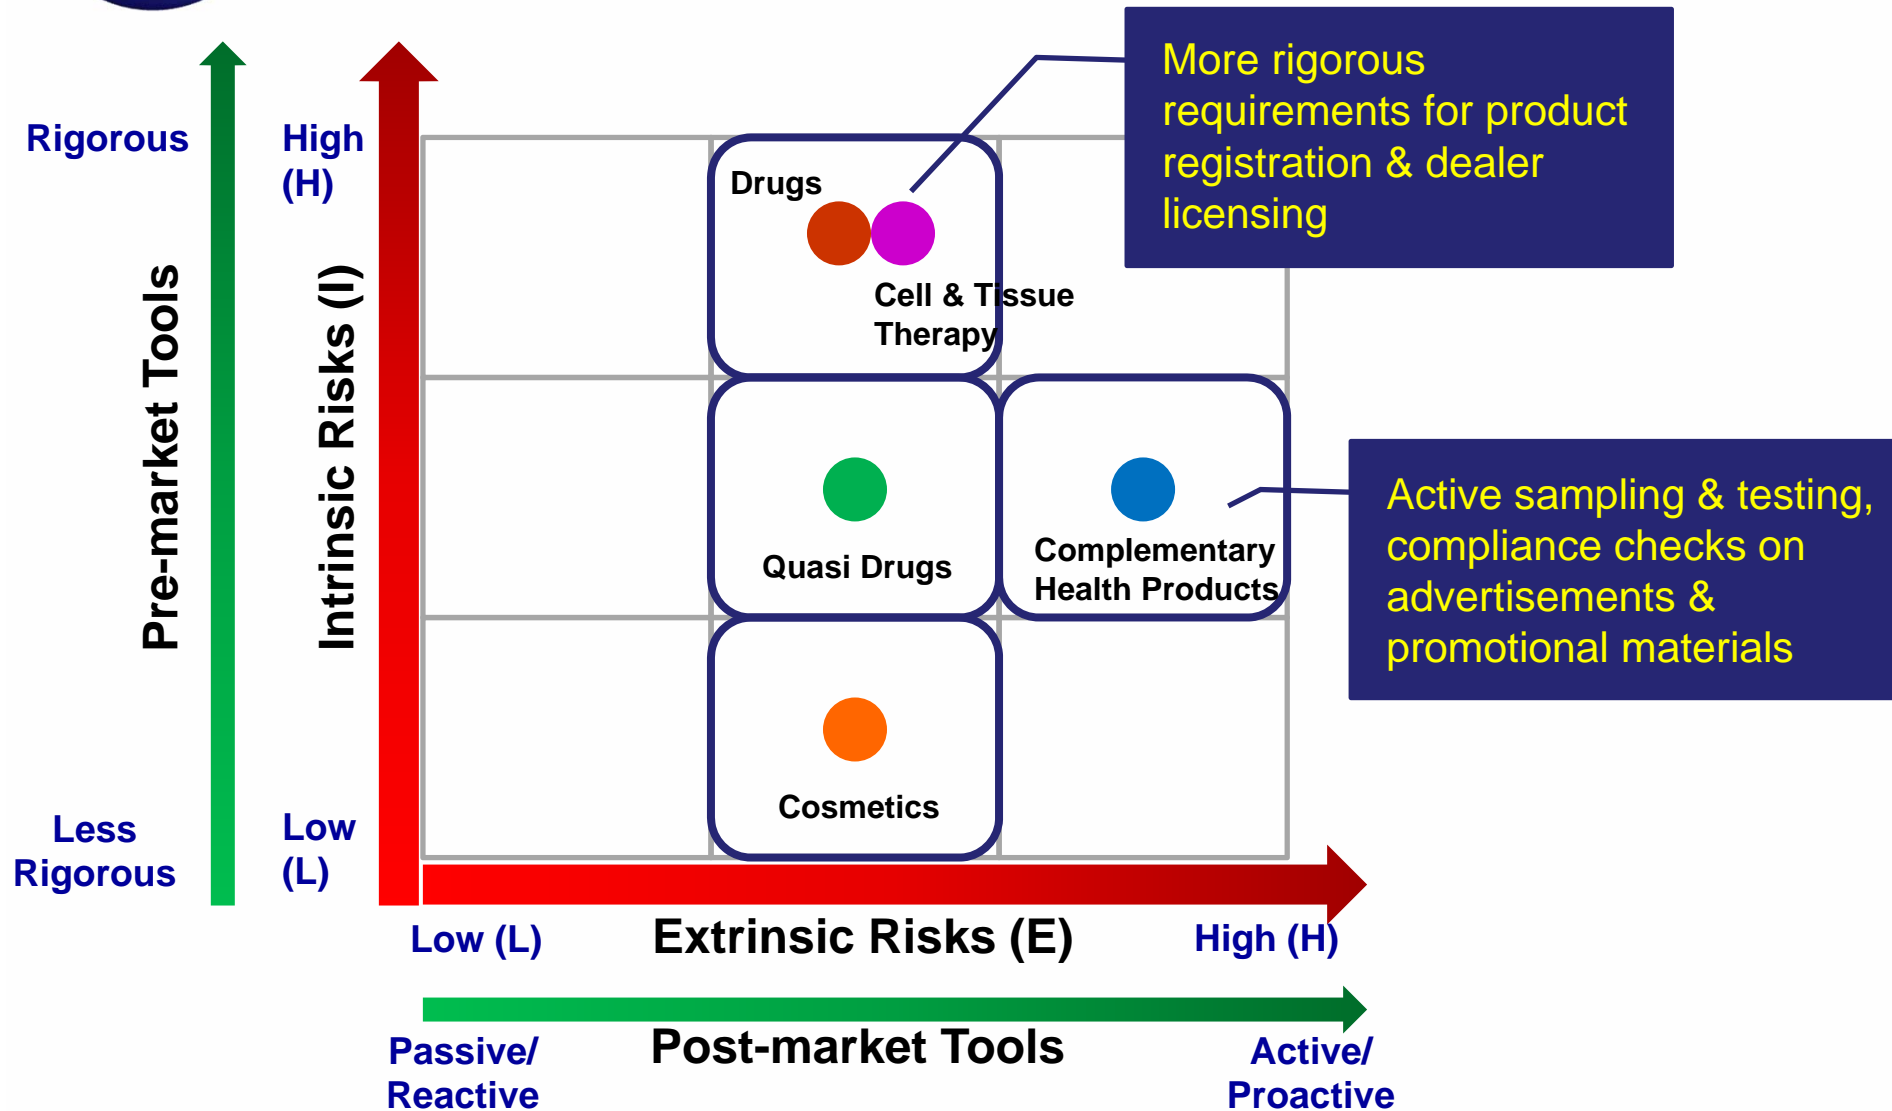 More rigorous
requirements for product
registration & dealer
licensing
Rigorous
High
(H)
Drugs
Cell & Tissue
Therapy
Pre-market Tools
Intrinsic Risks (I)
Quasi Drugs
Complementary
Health Products
Active sampling & testing,
compliance checks on
advertisements &
promotional materials
Cosmetics
Less
Rigorous
Low
(L)
Low (L)
Extrinsic Risks (E)
High (H)
Passive/
Reactive
Post-market Tools
Active/
Proactive